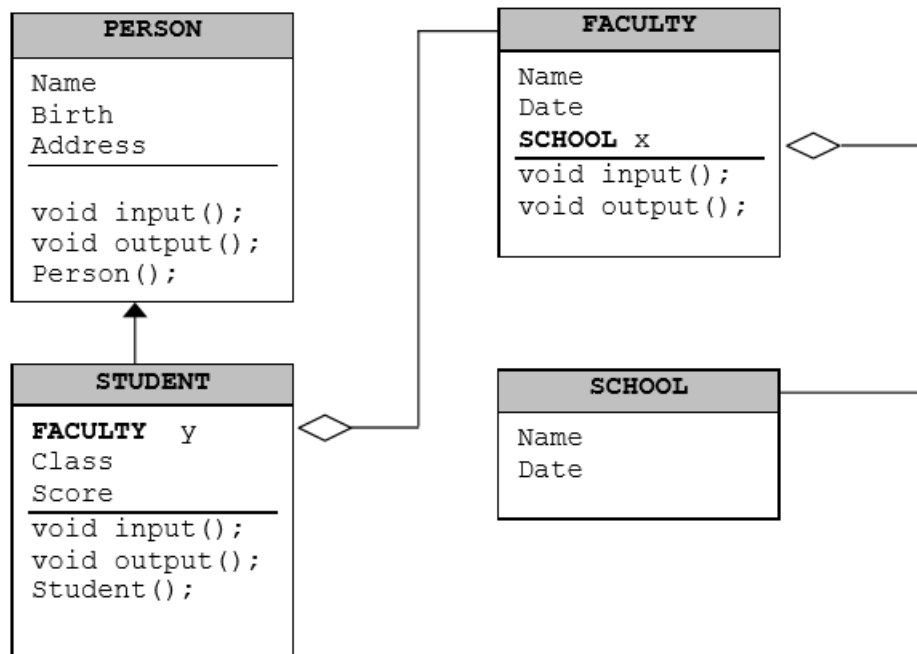 PERSON
Name
Birth
Address
void input();
void output();
Person();
FACULTY
Name
Date
SCHOOL x
void input();
void output();
STUDENT
FACULTY y
Class
Score
void input();
void output();
Student();
SCHOOL
Name
Date